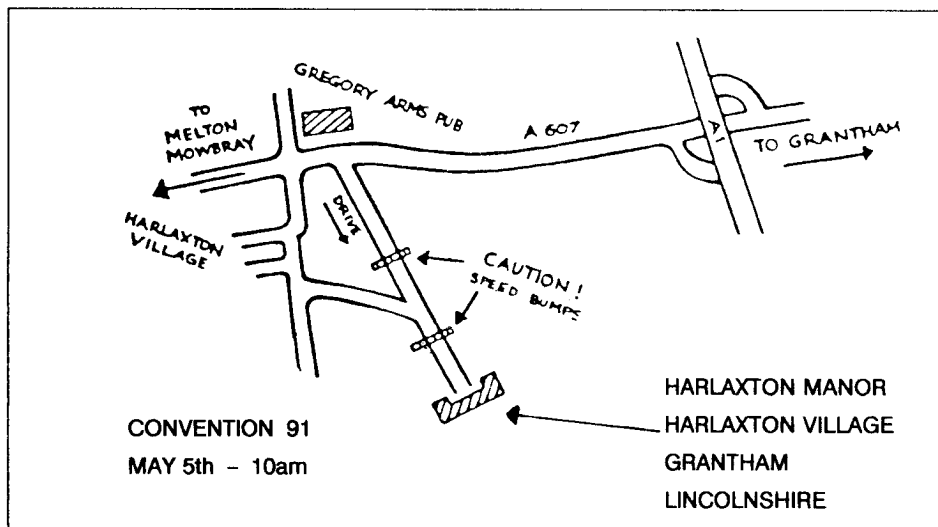 GREGORY ARMS PUB
TO
MELTON
MOWBRAY
A 607
A1
TO GRANTHAM
HARLAXTON
VILLAGE
DRIVE
CAUTION!
SPEED BUMPS
HARLAXTON MANOR
HARLAXTON VILLAGE
GRANTHAM
LINCOLNSHIRE
CONVENTION 91
MAY 5th - 10am